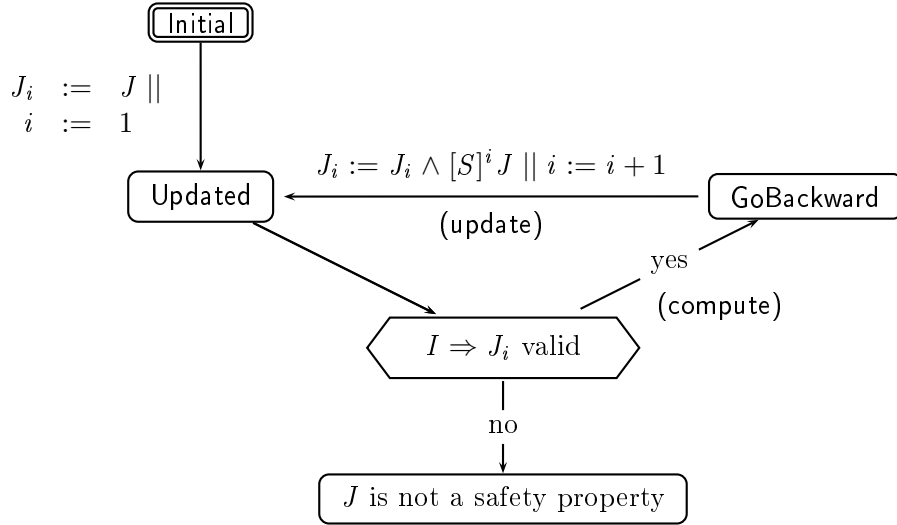 Initial
J_i := J ||
i := 1
J_i := J_i ∧ [S]^i J || i := i + 1
Updated
GoBackward
(update)
yes
(compute)
I ⇒ J_i valid
no
J is not a safety property